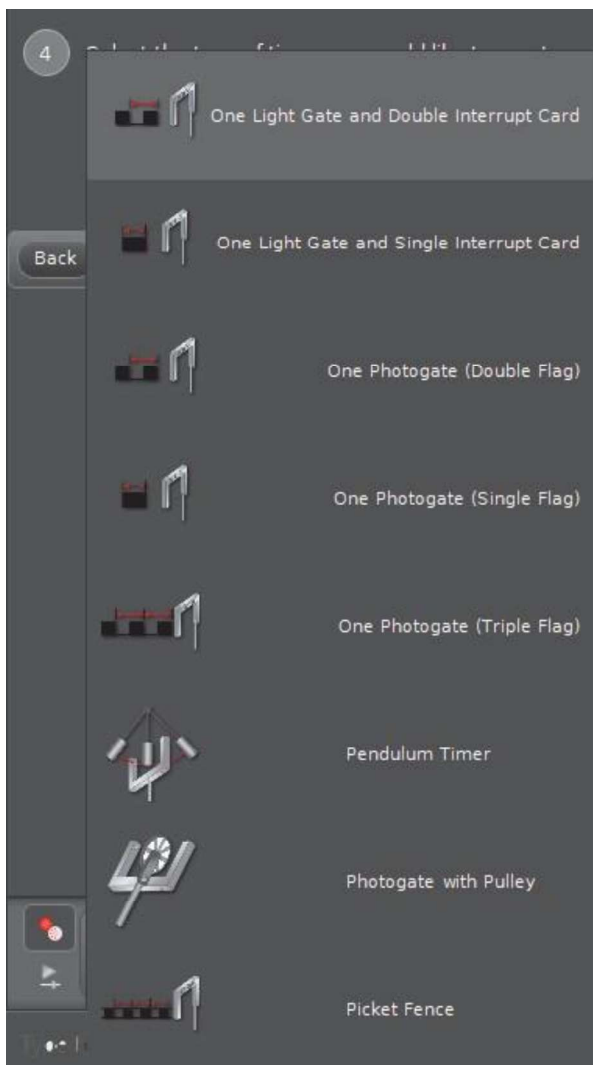 4
One Light Gate and Double Interrupt Card
One Light Gate and Single Interrupt Card
Back
One Photogate (Double Flag)
One Photogate (Single Flag)
One Photogate (Triple Flag)
Pendulum Timer
Photogate with Pulley
Picket Fence